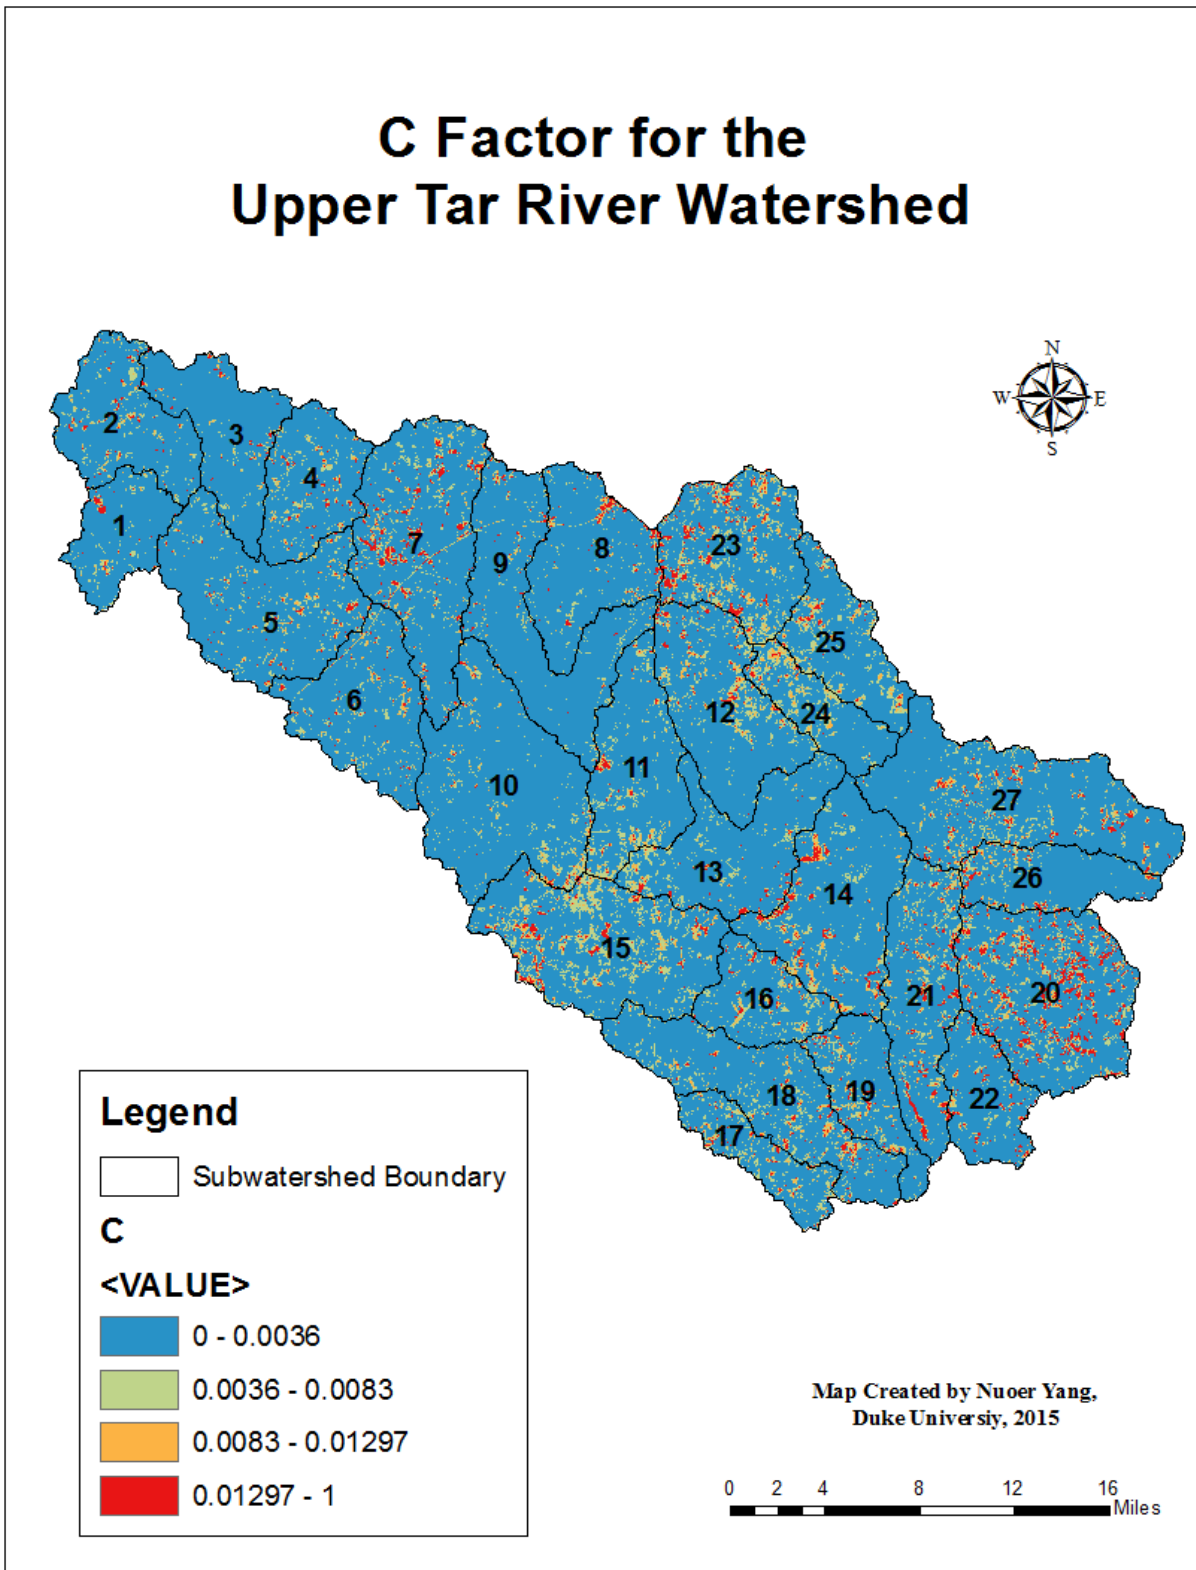 C Factor for the
Upper Tar River Watershed
N
W E
S
2
3
4
1
7
9
8
23
5
25
6
12
24
11
10
27
13
14
26
15
16
21
20
18
19
22
17
Legend
Subwatershed Boundary
C
<VALUE>
0 - 0.0036
0.0036 - 0.0083
0.0083 - 0.01297
0.01297 - 1
Map Created by Nuoer Yang,
Duke Universiy, 2015
0 2 4 8 12 16
Miles